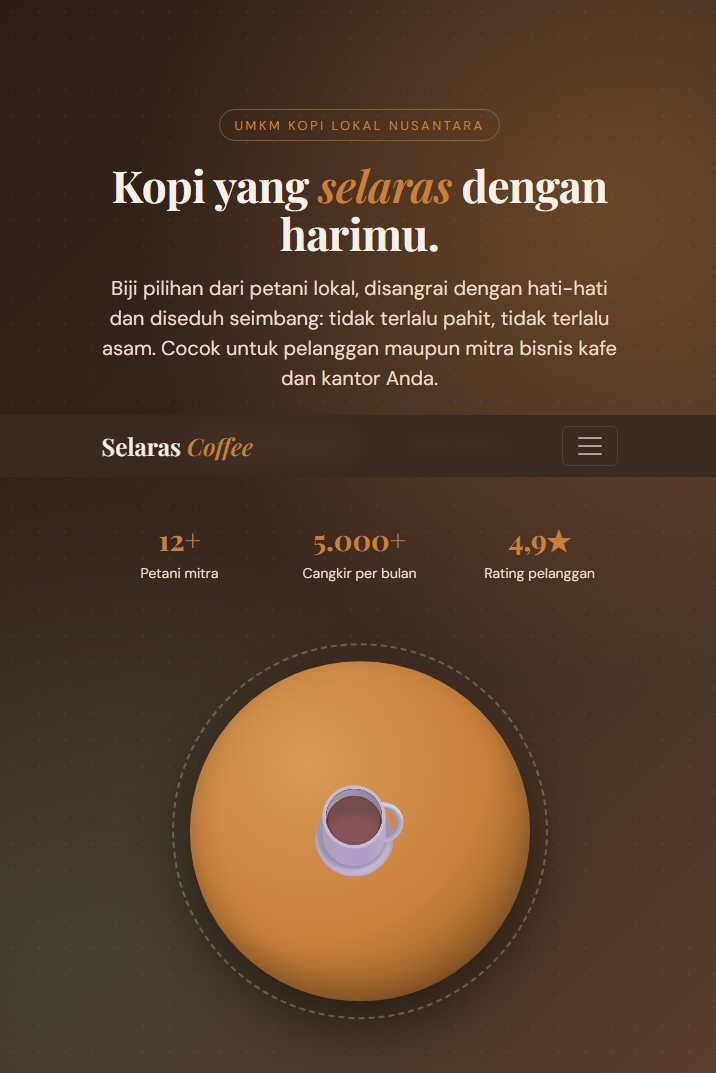 UMKM KOPI LOKAL NUSANTARA
Kopi yang selaras dengan
harimu.
Biji pilihan dari petani lokal, disangrai dengan hati-hati
dan diseduh seimbang: tidak terlalu pahit, tidak terlalu
asam. Cocok untuk pelanggan maupun mitra bisnis kafe
dan kantor Anda.
Selaras Coffee
12+
5.000+
4,9★
Petani mitra
Cangkir per bulan
Rating pelanggan